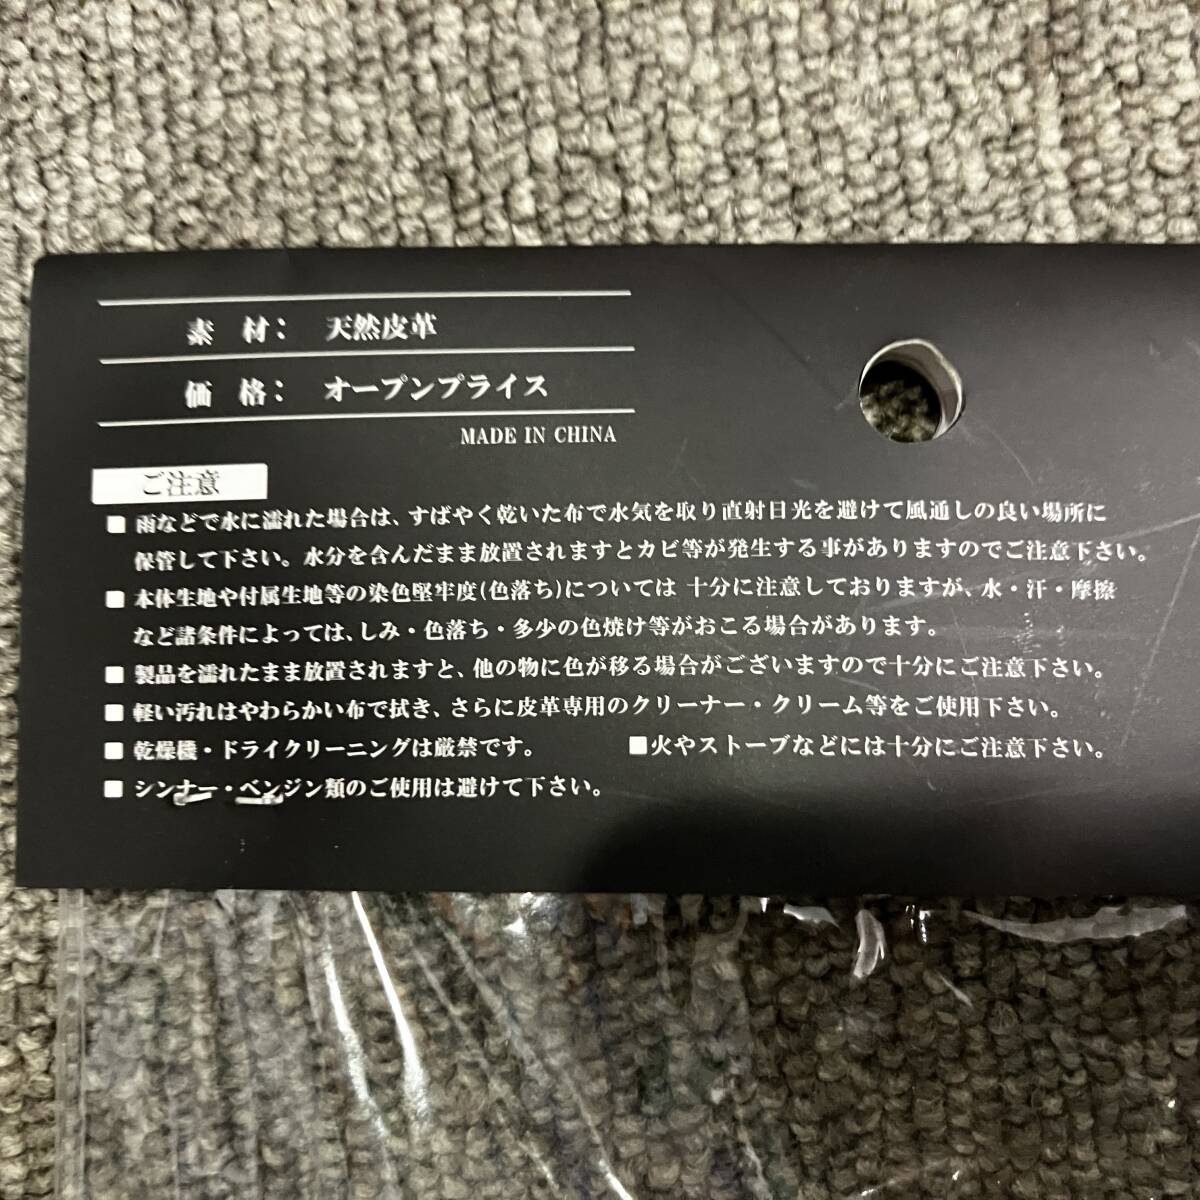 素　材：　天然皮革
価　格：　オープンプライス
MADE IN CHINA
ご注意
■ 雨などで水に濡れた場合は、すばやく乾いた布で水気を取り直射日光を避けて風通しの良い場所に
保管して下さい。水分を含んだまま放置されますとカビ等が発生する事がありますのでご注意下さい。
■ 本体生地や付属生地等の染色堅牢度(色落ち)については 十分に注意しておりますが、水・汗・摩擦
など諸条件によっては、しみ・色落ち・多少の色焼け等がおこる場合があります。
■ 製品を濡れたまま放置されますと、他の物に色が移る場合がございますので十分にご注意下さい。
■ 軽い汚れはやわらかい布で拭き、さらに皮革専用のクリーナー・クリーム等をご使用下さい。
■ 乾燥機・ドライクリーニングは厳禁です。　■火やストーブなどには十分にご注意下さい。
■ シンナー・ベンジン類のご使用は避けて下さい。